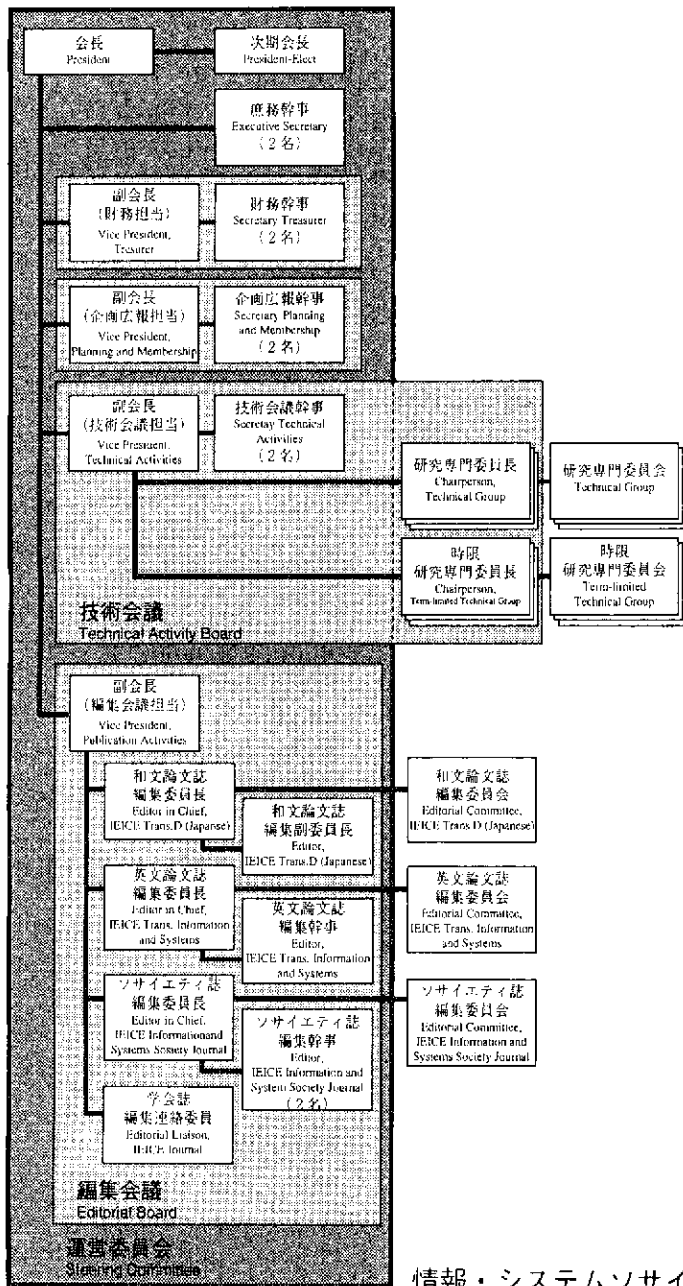 会長
President
次期会長
President-Elect
庶務幹事
Executive Secretary
(2名)
副会長
(財務担当)
Vice President,
Tresurer
財務幹事
Secretary Treasurer
(2名)
副会長
(企画広報担当)
Vice President,
Planning and Membership
企画広報幹事
Secretary Planning
and Membership
(2名)
副会長
(技術会議担当)
Vice President,
Technical Activities
技術会議幹事
Secretay Technical
Activities
(2名)
研究専門委員長
Chairperson,
Technical Group
研究専門委員会
Technical Group
時限
研究専門委員長
Chairperson,
Term-limited Technical Group
時限
研究専門委員会
Term-limited
Technical Group
技術会議
Technical Activity Board
副会長
(編集会議担当)
Vice President,
Publication Activities
和文論文誌
編集委員長
Editor in Chief,
IEICE Trans.D (Japanse)
和文論文誌
編集副委員長
Editor,
IEICE Trans.D (Japanese)
和文論文誌
編集委員会
Editorial Committee,
IEICE Trans.D (Japanese)
英文論文誌
編集委員長
Editor in Chief,
IEICE Trans. Information
and Systems
英文論文誌
編集幹事
Editor,
IEICE Trans. Information
and Systems
英文論文誌
編集委員会
Editorial Committee,
IEICE Trans. Information
and Systems
ソサイエティ誌
編集委員長
Editor in Chief,
IEICE Informationand
Systems Sosiety Journal
ソサイエティ誌
編集幹事
Editor,
IEICE Information and
System Society Journal
(2名)
ソサイエティ誌
編集委員会
Editorial Committee,
IEICE Information and
Systems Society Journal
学会誌
編集連絡委員
Editorial Liaison,
IEICE Journal
編集会議
Editorial Board
運営委員会
Steering Committee
情報・システムソサイ